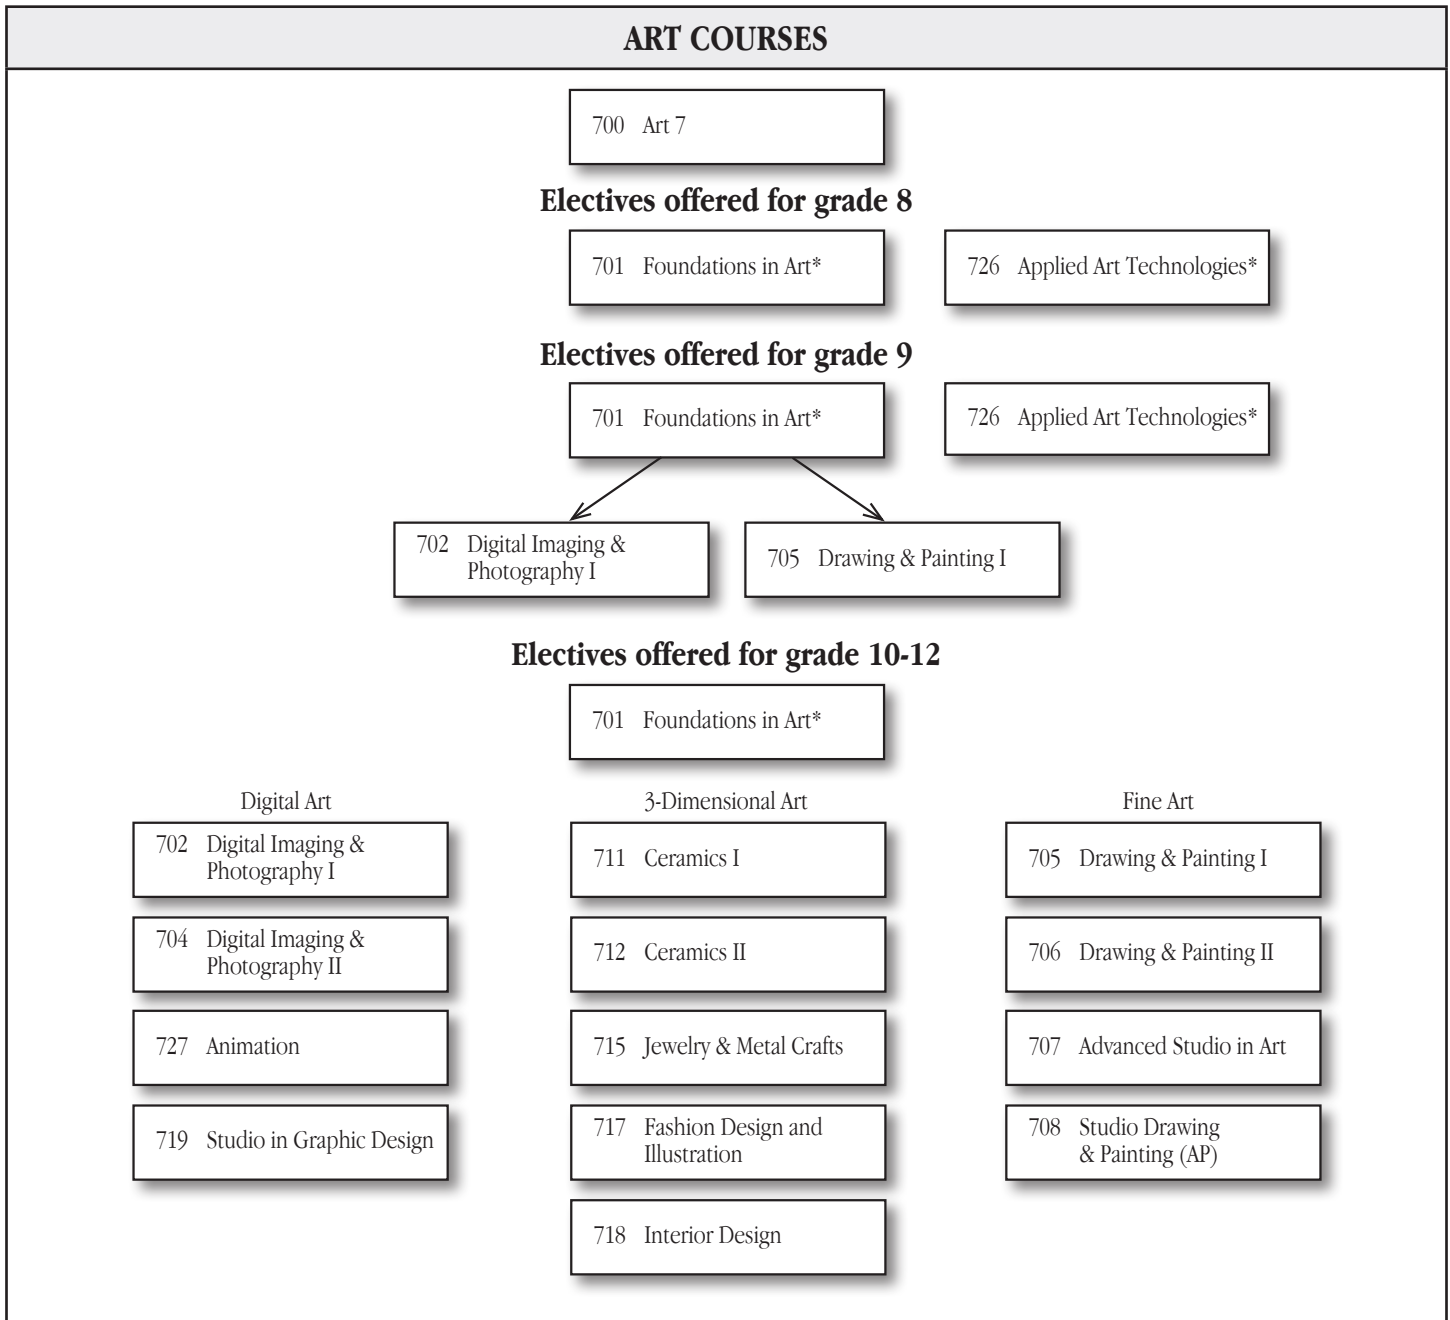 ART COURSES
700 Art 7
Electives offered for grade 8
701 Foundations in Art*
726 Applied Art Technologies*
Electives offered for grade 9
701 Foundations in Art*
726 Applied Art Technologies*
702 Digital Imaging &
Photography I
705 Drawing & Painting I
Electives offered for grade 10-12
701 Foundations in Art*
Digital Art
702 Digital Imaging &
Photography I
704 Digital Imaging &
Photography II
727 Animation
719 Studio in Graphic Design
3-Dimensional Art
711 Ceramics I
712 Ceramics II
715 Jewelry & Metal Crafts
717 Fashion Design and
Illustration
718 Interior Design
Fine Art
705 Drawing & Painting I
706 Drawing & Painting II
707 Advanced Studio in Art
708 Studio Drawing
& Painting (AP)